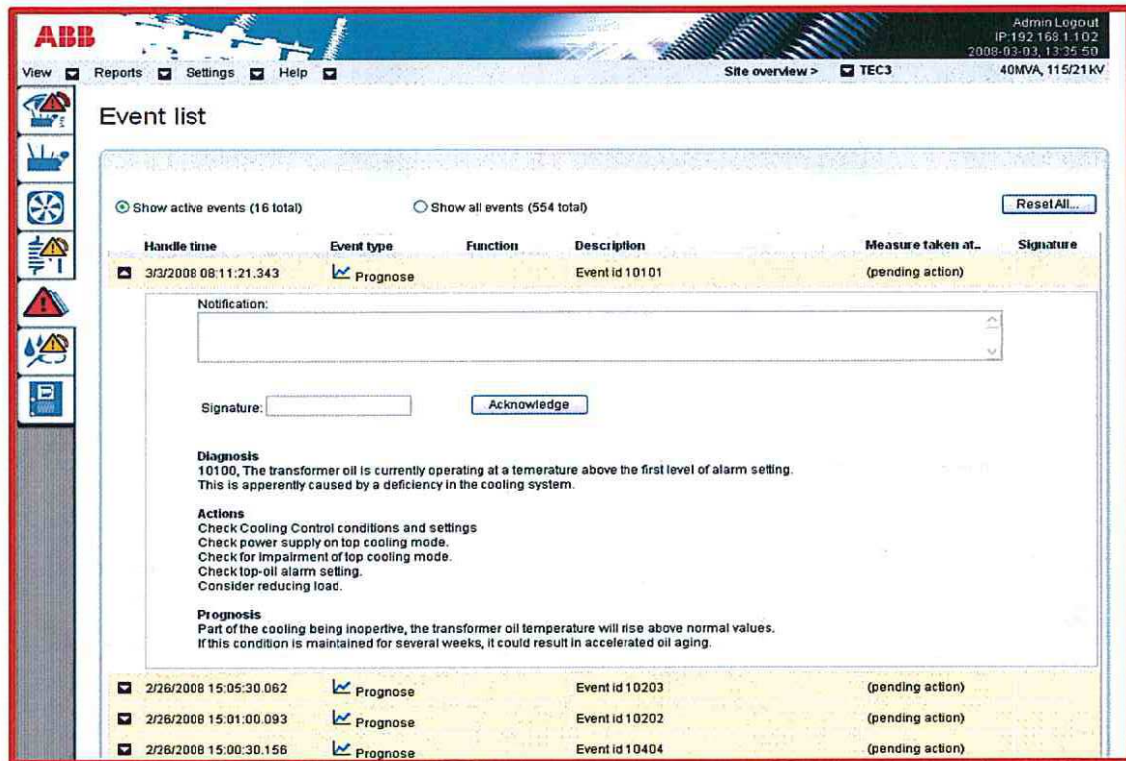 ABB
Admin Logout
IP:192.168.1.102
2008-03-03, 13:35:50
View Reports Settings Help Site overview > TEC3 40MVA, 115/21 kV
Event list
Show active events (16 total) Show all events (554 total) Reset All...
Handle time Event type Function Description Measure taken at.. Signature
3/3/2008 08:11:21.343 Prognose Event id 10101 (pending action)
Notification:
Signature: Acknowledge
Diagnosis
10100, The transformer oil is currently operating at a temerature above the first level of alarm setting.
This is apperently caused by a deficiency in the cooling system.
Actions
Check Cooling Control conditions and settings
Check power supply on top cooling mode.
Check for impairment of top cooling mode.
Check top-oil alarm setting.
Consider reducing load.
Prognosis
Part of the cooling being inopertive, the transformer oil temperature will rise above normal values.
If this condition is maintained for several weeks, it could result in accelerated oil aging.
2/26/2008 15:05:30.062 Prognose Event id 10203 (pending action)
2/26/2008 15:01:00.093 Prognose Event id 10202 (pending action)
2/26/2008 15:00:30.156 Prognose Event id 10404 (pending action)